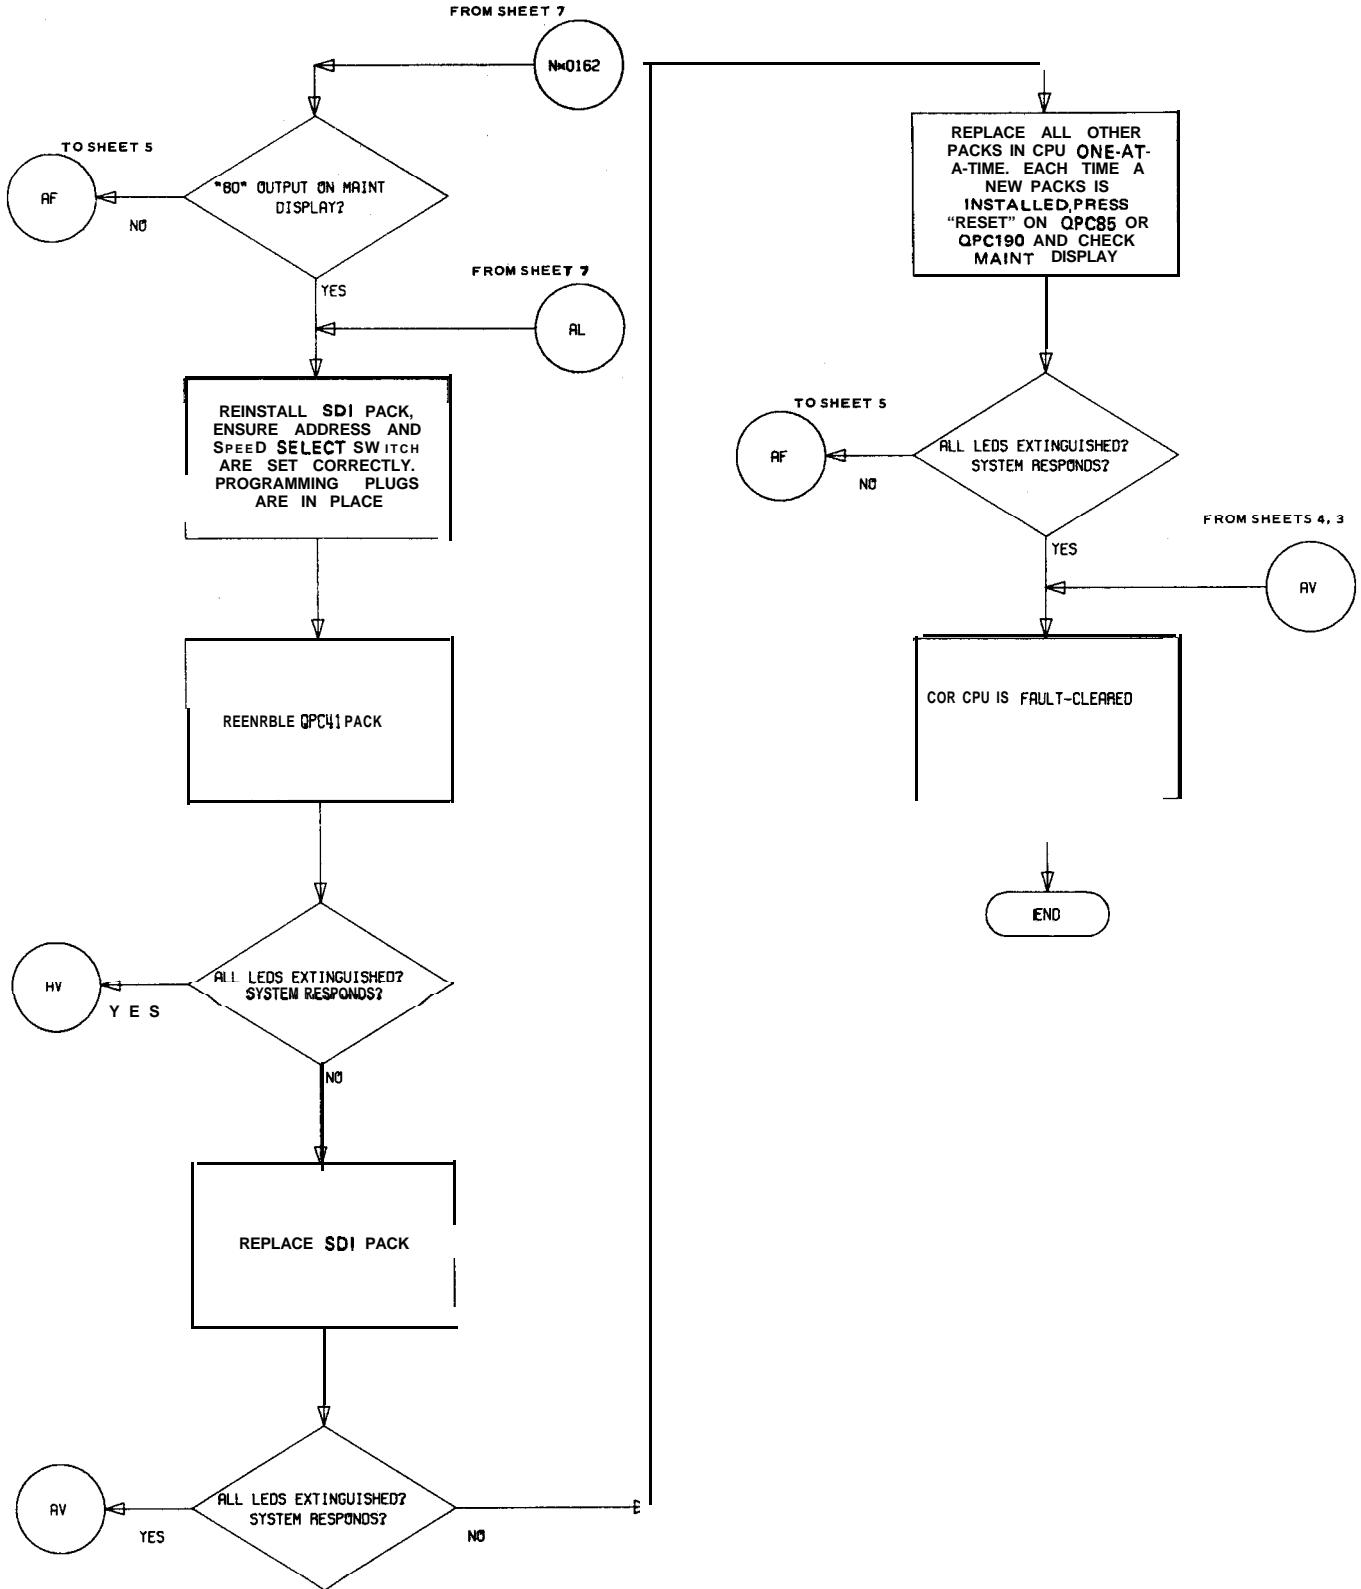 FROM SHEET 7
N*0162
TO SHEET 5
AF
"80" OUTPUT ON MAINT
DISPLAY?
NO
YES
FROM SHEET 7
AL
REINSTALL SDI PACK,
ENSURE ADDRESS AND
SPEED SELECT SWITCH
ARE SET CORRECTLY.
PROGRAMMING PLUGS
ARE IN PLACE
REENRBLE QPC41 PACK
ALL LEDS EXTINGUISHED?
SYSTEM RESPONDS?
HV
YES
NO
REPLACE SDI PACK
ALL LEDS EXTINGUISHED?
SYSTEM RESPONDS?
AV
YES
NO
REPLACE ALL OTHER
PACKS IN CPU ONE-AT-
A-TIME. EACH TIME A
NEW PACKS IS
INSTALLED, PRESS
“RESET” ON QPC85 OR
QPC190 AND CHECK
MAINT DISPLAY
TO SHEET 5
AF
ALL LEDS EXTINGUISHED?
SYSTEM RESPONDS?
NO
YES
FROM SHEETS 4, 3
AV
COR CPU IS FAULT-CLEARED
END